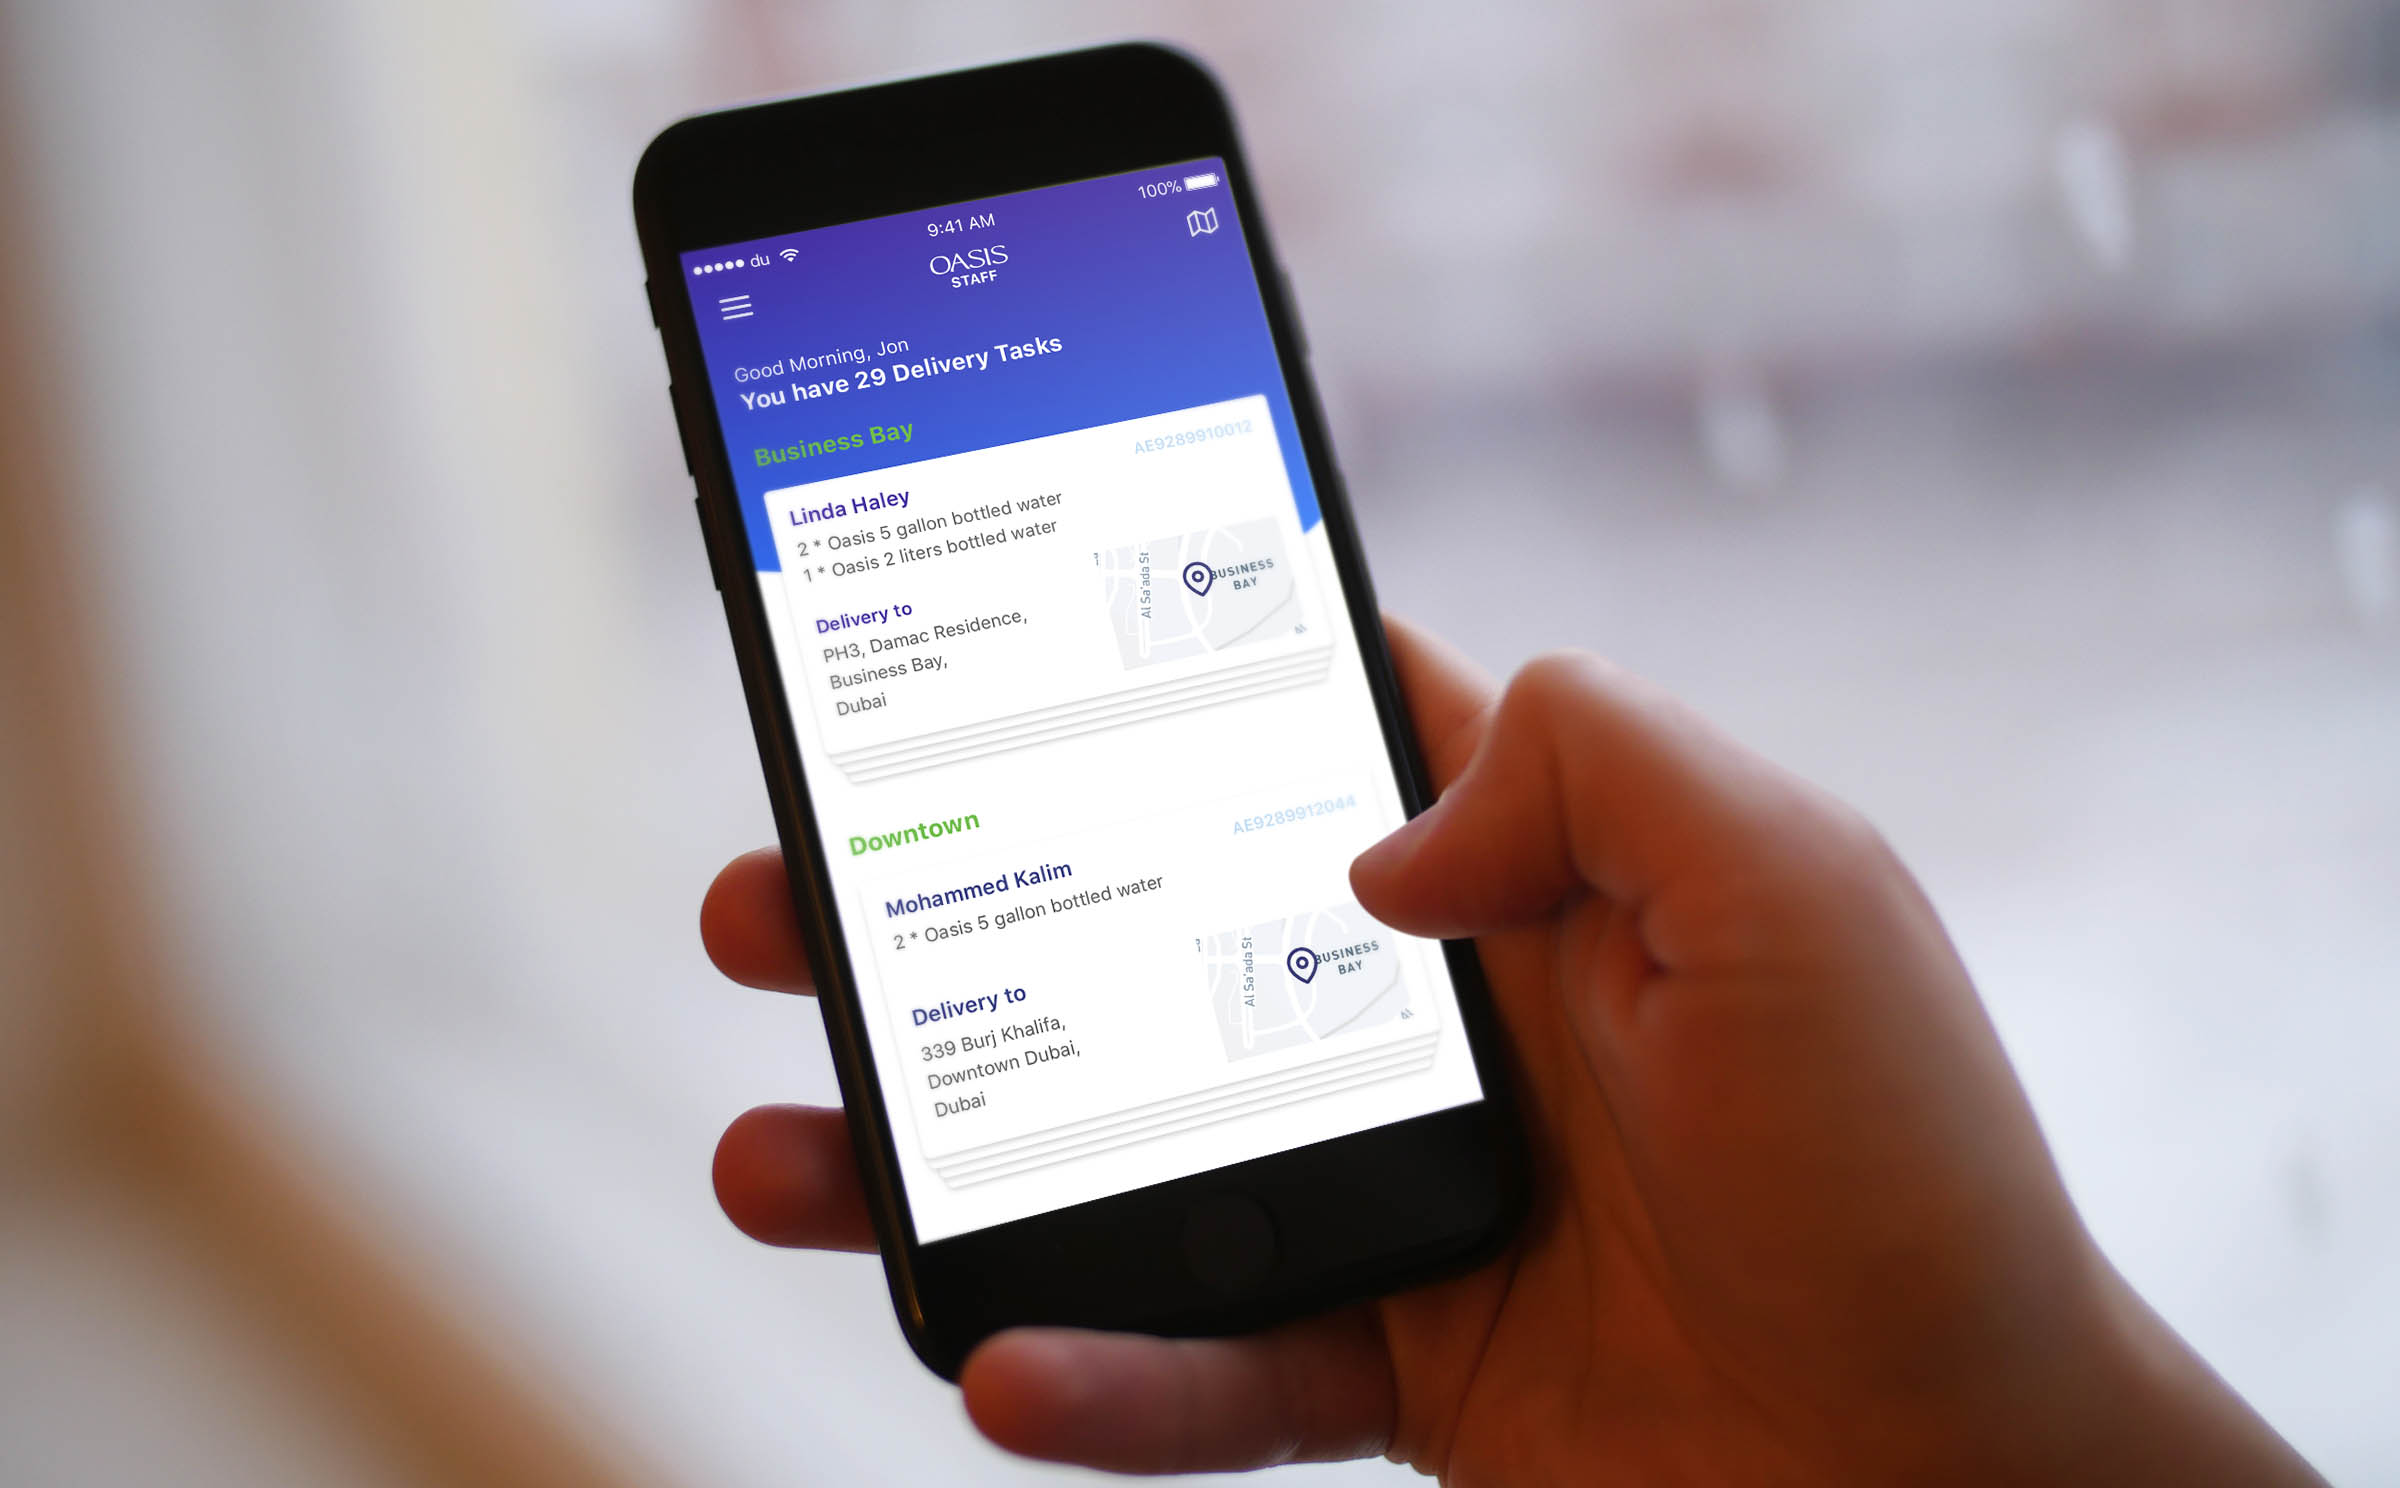 du
9:41 AM
100%
OASIS
STAFF
Good Morning, Jon
You have 29 Delivery Tasks
Business Bay
AE9289910012
Linda Haley
2 * Oasis 5 gallon bottled water
1 * Oasis 2 liters bottled water
Delivery to
PH3, Damac Residence,
Business Bay,
Dubai
Al Sa'ada St
BUSINESS
BAY
Downtown
AE9289912044
Mohammed Kalim
2 * Oasis 5 gallon bottled water
Delivery to
339 Burj Khalifa,
Downtown Dubai,
Dubai
Al Sa'ada St
BUSINESS
BAY